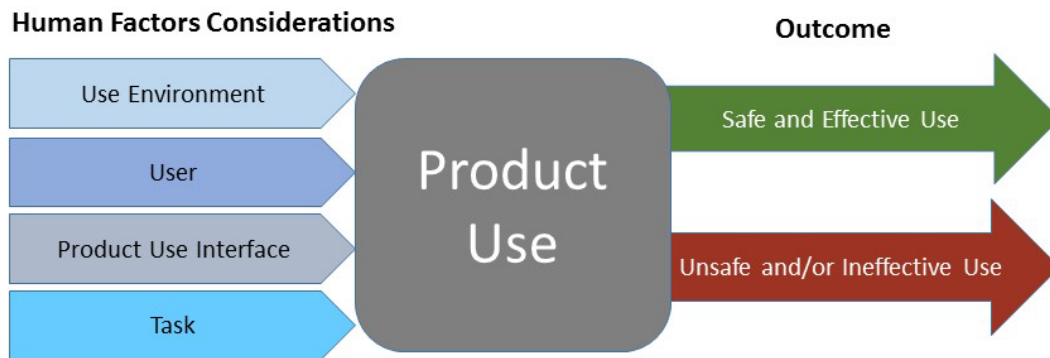 Human Factors Considerations
Outcome
Use Environment
User
Product Use Interface
Task
Product
Use
Safe and Effective Use
Unsafe and/or Ineffective Use